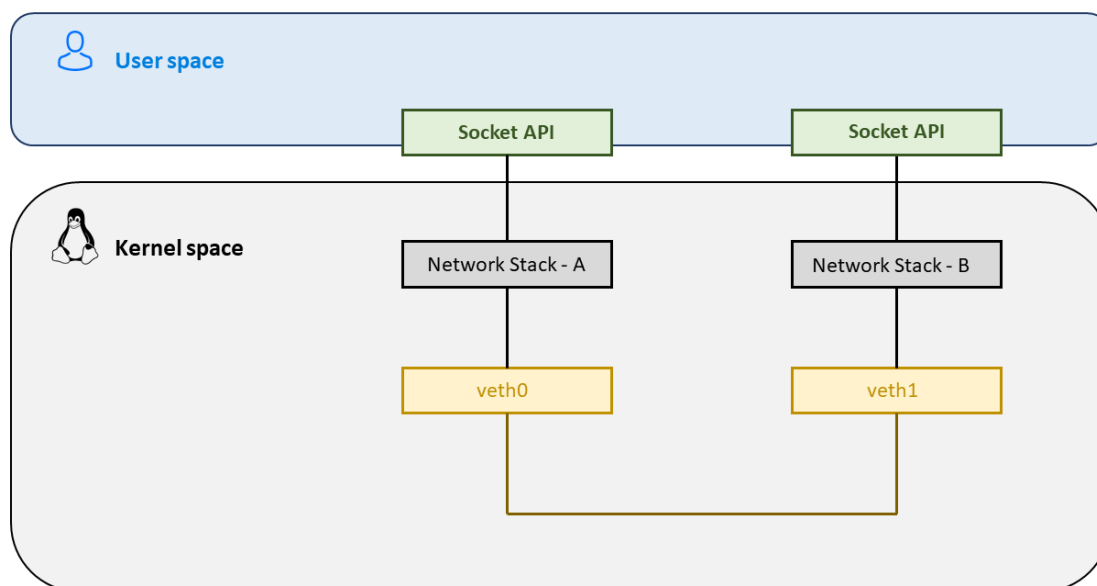 User space
Socket API
Socket API
Kernel space
Network Stack - A
Network Stack - B
veth0
veth1